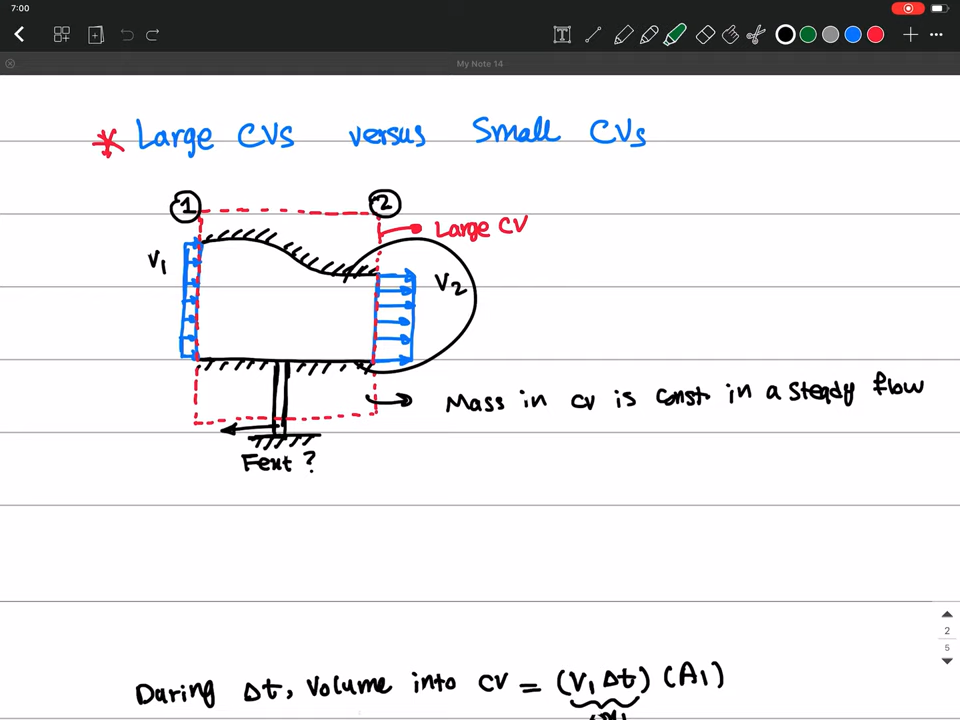 7:00
My Note 14
* Large CVs versus Small CVs
1 2
Large CV
V1 V2
Mass in CV is const. in a steady flow
Fext ?
2
5
During Δt, Volume into CV = (V1 Δt) (A1)